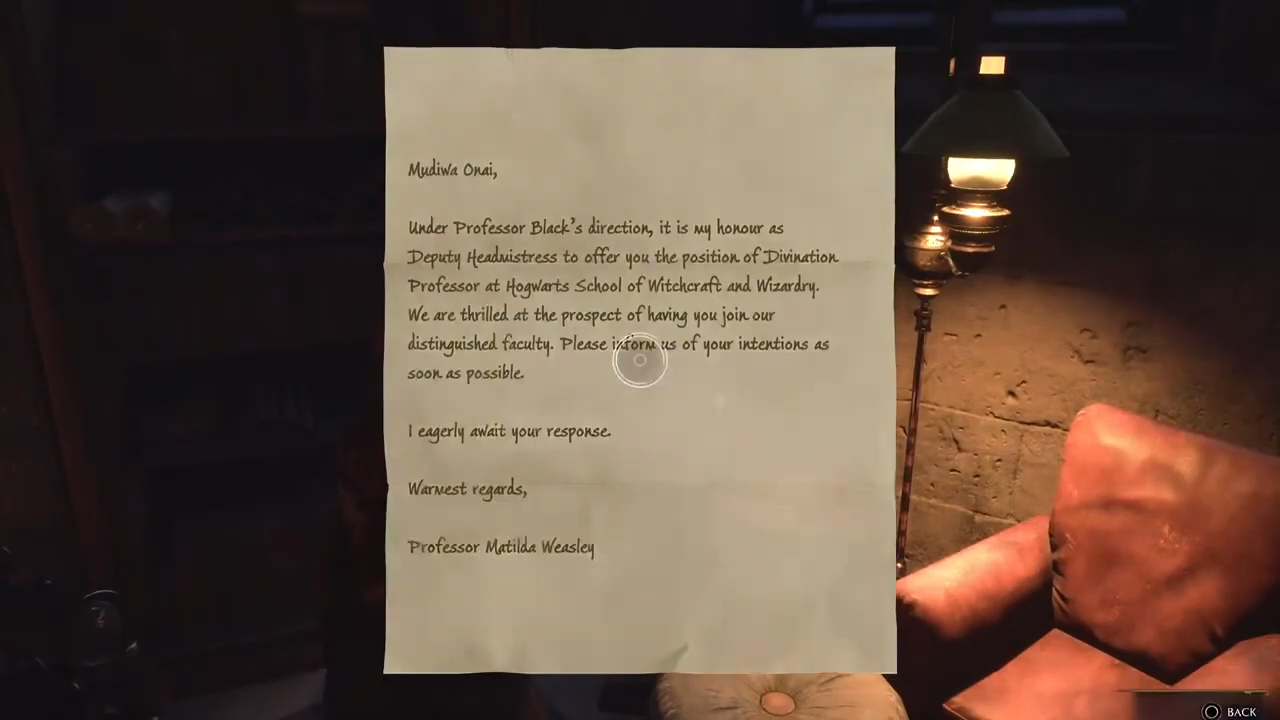 Mudiwa Onai,
Under Professor Black's direction, it is my honour as
Deputy Headmistress to offer you the position of Divination
Professor at Hogwarts School of Witchcraft and Wizardry.
We are thrilled at the prospect of having you join our
distinguished faculty. Please inform us of your intentions as
soon as possible.
I eagerly await your response.
Warmest regards,
Professor Matilda Weasley
BACK